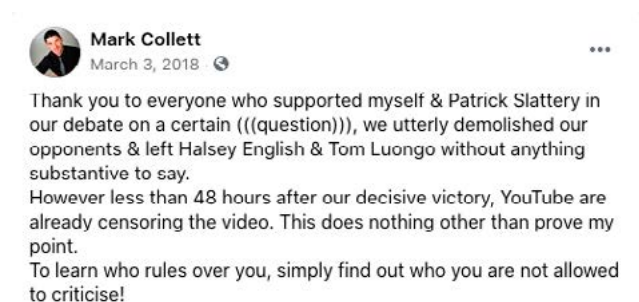 Mark Collett
March 3, 2018
Thank you to everyone who supported myself & Patrick Slattery in
our debate on a certain (((question))), we utterly demolished our
opponents & left Halsey English & Tom Luongo without anything
substantive to say.
However less than 48 hours after our decisive victory, YouTube are
already censoring the video. This does nothing other than prove my
point.
To learn who rules over you, simply find out who you are not allowed
to criticise!